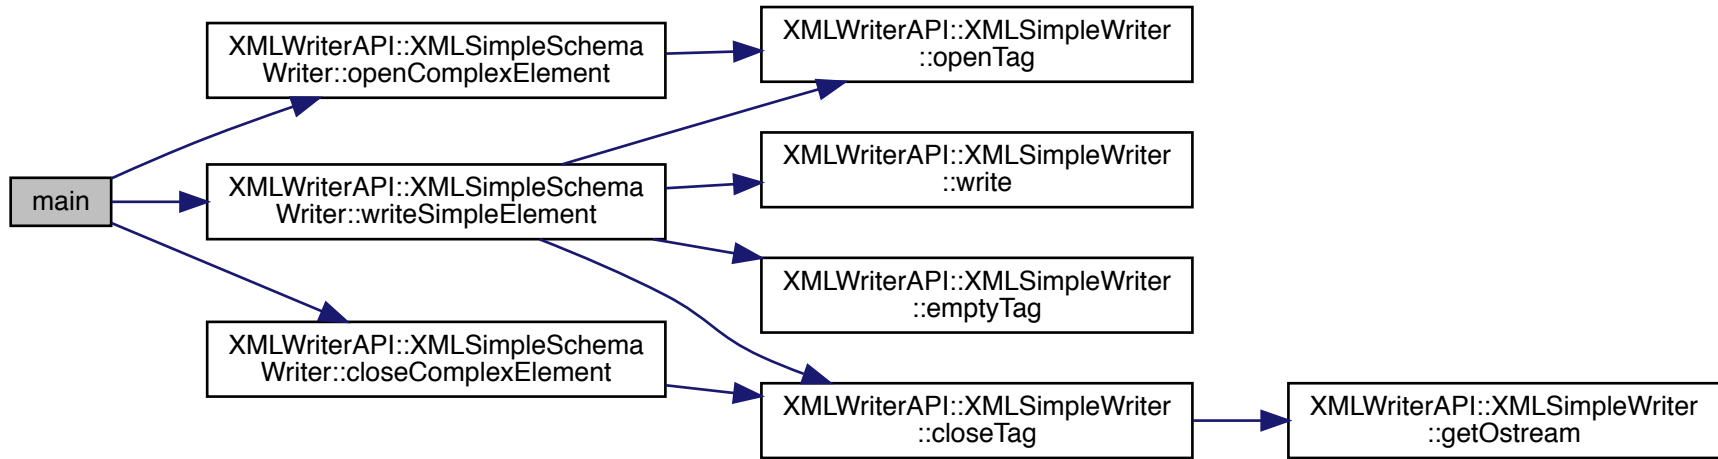 main
XMLWriterAPI::XMLSimpleSchema
Writer::openComplexElement
XMLWriterAPI::XMLSimpleSchema
Writer::writeSimpleElement
XMLWriterAPI::XMLSimpleSchema
Writer::closeComplexElement
XMLWriterAPI::XMLSimpleWriter
::openTag
XMLWriterAPI::XMLSimpleWriter
::write
XMLWriterAPI::XMLSimpleWriter
::emptyTag
XMLWriterAPI::XMLSimpleWriter
::closeTag
XMLWriterAPI::XMLSimpleWriter
::getOstream